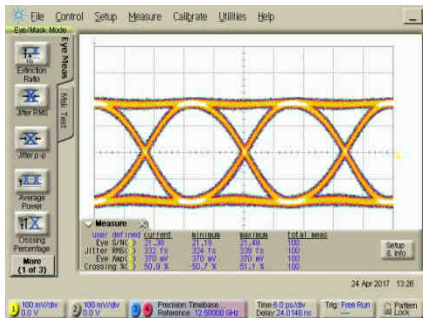 File Control Setup Measure Calibrate Utilities Help
Eye/Mask Mode
Eye Meas
Mask Test
Extinction
Ratio
Jitter RMS
Jitter p-p
Average
Power
Crossing
Percentage
More
(1 of 3)
Measure
user defined current minimum maximum total meas
Eye S/N( ) 21.38 21.19 21.48 100
Jitter RMS( ) 332 fs 324 fs 339 fs 100
Eye Amp( ) 370 mV 370 mV 370 mV 100
Crossing %( ) 50.9 % 50.7 % 51.1 % 100
Setup
& Info
24 Apr 2017 13:26
1 100 mV/div
0.0 V
2 100 mV/div
0.0 V
3 4
Precision Timebase
Reference: 12.50000 GHz
Time: 6.0 ps/div
Delay: 24.0148 ns
Trig: Free Run
Pattern
Lock